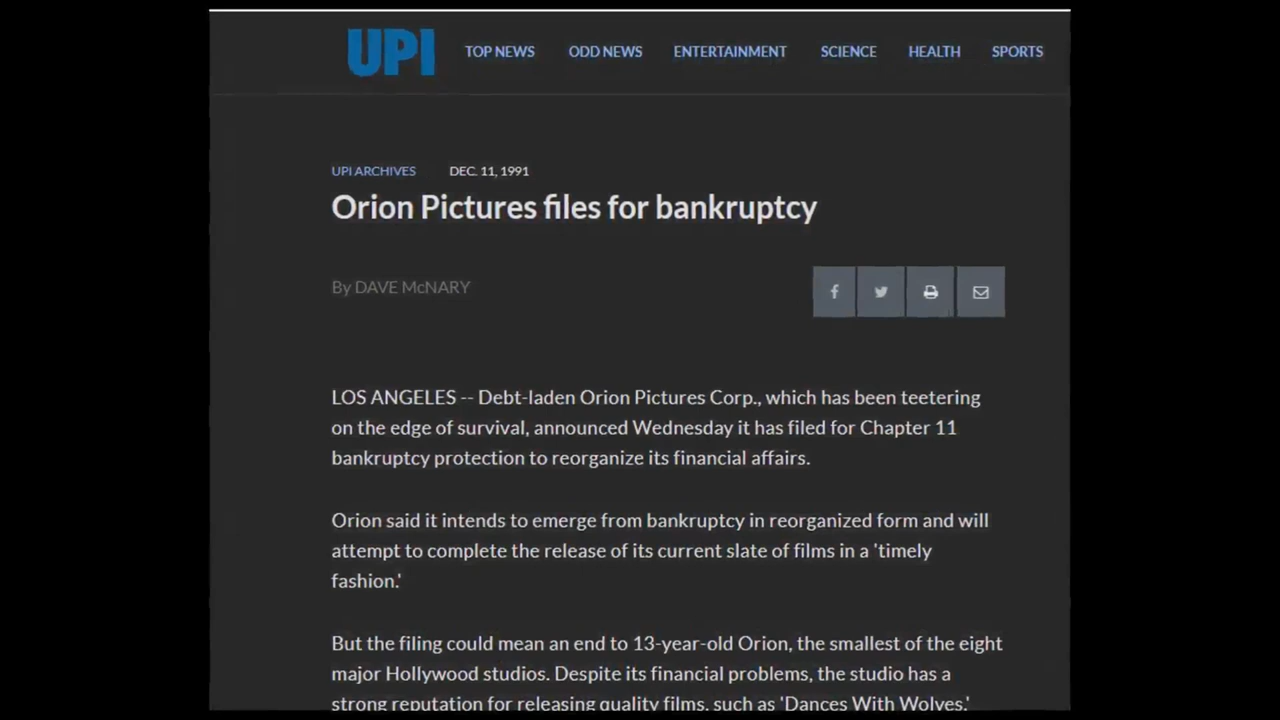 UPI TOP NEWS ODD NEWS ENTERTAINMENT SCIENCE HEALTH SPORTS
UPI ARCHIVES DEC. 11, 1991
Orion Pictures files for bankruptcy
By DAVE McNARY
LOS ANGELES -- Debt-laden Orion Pictures Corp., which has been teetering
on the edge of survival, announced Wednesday it has filed for Chapter 11
bankruptcy protection to reorganize its financial affairs.
Orion said it intends to emerge from bankruptcy in reorganized form and will
attempt to complete the release of its current slate of films in a 'timely
fashion.'
But the filing could mean an end to 13-year-old Orion, the smallest of the eight
major Hollywood studios. Despite its financial problems, the studio has a
strong reputation for releasing quality films, such as 'Dances With Wolves.'